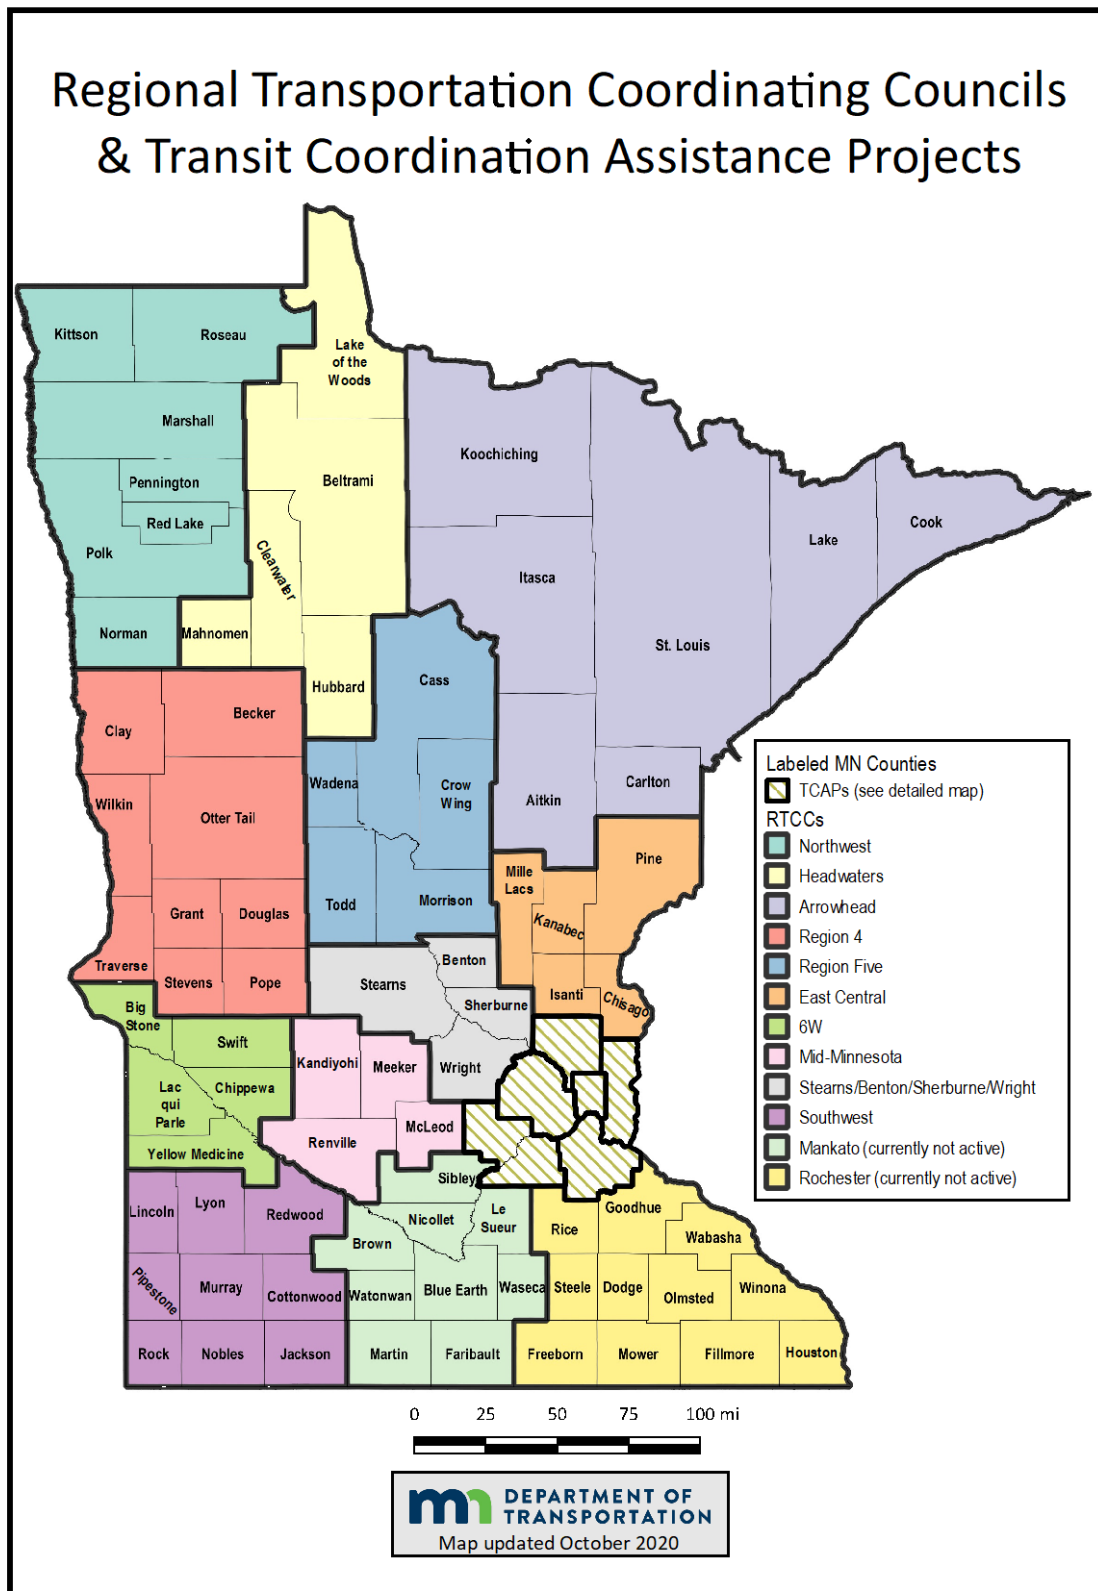 Regional Transportation Coordinating Councils
& Transit Coordination Assistance Projects
Kittson
Roseau
Lake
of the
Woods
Marshall
Koochiching
Pennington
Beltrami
Red Lake
Cook
Lake
Polk
Clearwater
Itasca
Norman
Mahnomen
St. Louis
Hubbard
Cass
Becker
Clay
Wadena
Crow
Wing
Carlton
Wilkin
Aitkin
Otter Tail
Pine
Mille
Lacs
Todd
Morrison
Grant
Douglas
Kanabec
Traverse
Stevens
Pope
Stearns
Benton
Isanti
Chisago
Big
Stone
Sherburne
Swift
Kandiyohi
Meeker
Wright
Lac
qui
Parle
Chippewa
McLeod
Renville
Yellow Medicine
Sibley
Lincoln
Lyon
Redwood
Nicollet
Le
Sueur
Rice
Goodhue
Wabasha
Brown
Pipestone
Murray
Cottonwood
Watonwan
Blue Earth
Waseca
Steele
Dodge
Olmsted
Winona
Rock
Nobles
Jackson
Martin
Faribault
Freeborn
Mower
Fillmore
Houston
Labeled MN Counties
TCAPs (see detailed map)
RTCCs
Northwest
Headwaters
Arrowhead
Region 4
Region Five
East Central
6W
Mid-Minnesota
Stearns/Benton/Sherburne/Wright
Southwest
Mankato (currently not active)
Rochester (currently not active)
0 25 50 75 100 mi
mn DEPARTMENT OF
TRANSPORTATION
Map updated October 2020